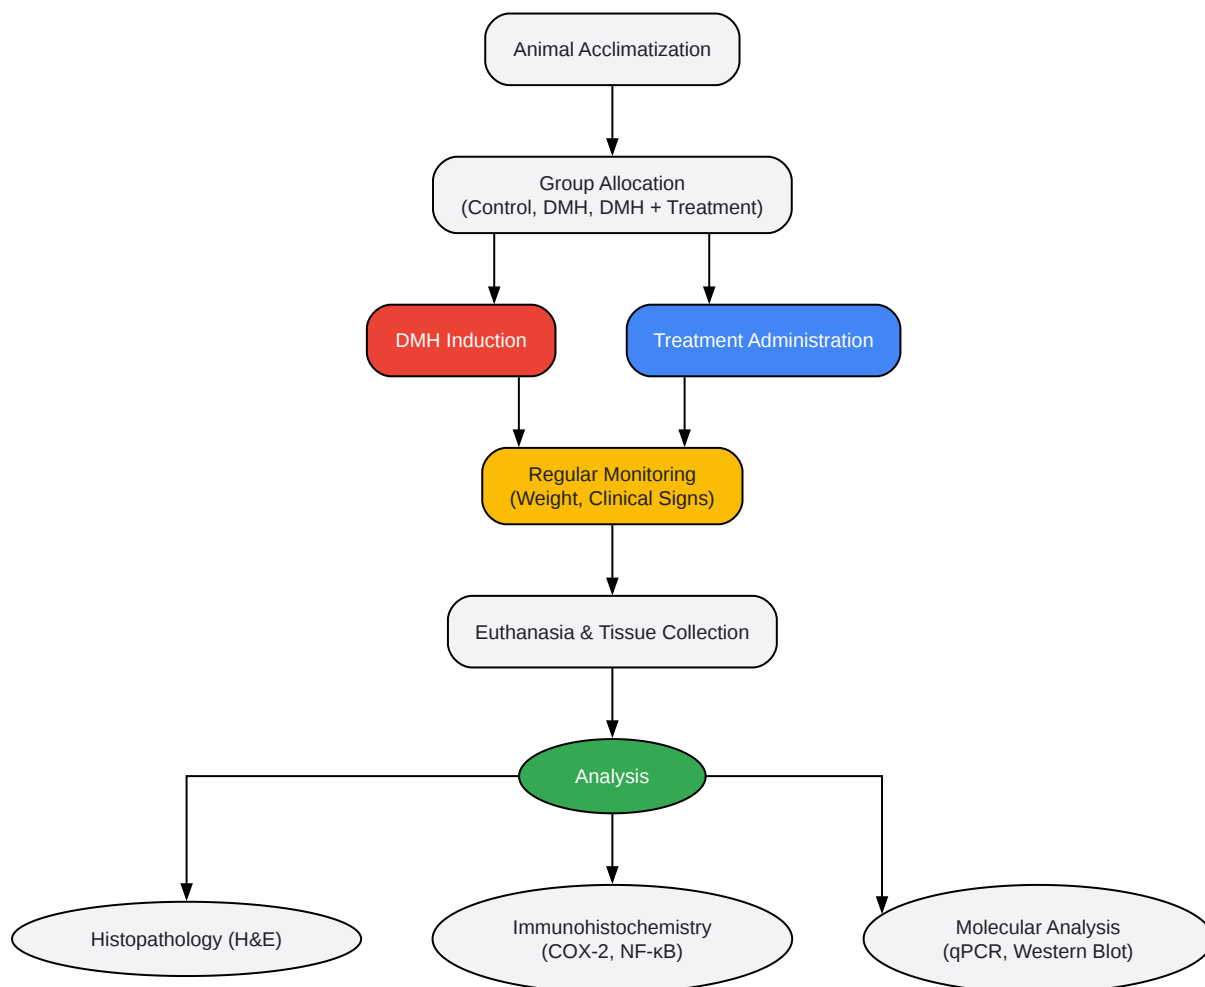 Animal Acclimatization
Group Allocation
(Control, DMH, DMH + Treatment)
DMH Induction
Treatment Administration
Regular Monitoring
(Weight, Clinical Signs)
Euthanasia & Tissue Collection
Analysis
Histopathology (H&E)
Immunohistochemistry
(COX-2, NF-κB)
Molecular Analysis
(qPCR, Western Blot)